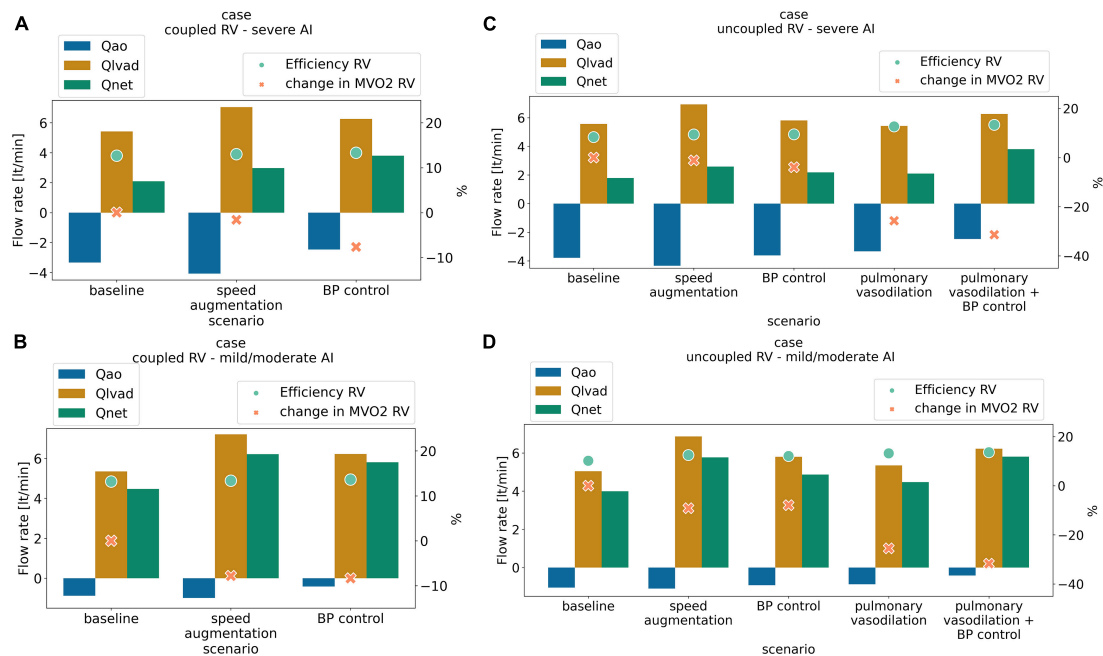 A
case
coupled RV - severe AI
Qao
Qlvad
Qnet
Efficiency RV
change in MVO2 RV
Flow rate [lt/min]
6
4
2
0
−2
−4
20
10
0
−10
%
baseline
speed
augmentation
BP control
scenario
B
case
coupled RV - mild/moderate AI
Qao
Qlvad
Qnet
Efficiency RV
change in MVO2 RV
Flow rate [lt/min]
6
4
2
0
20
10
0
−10
%
baseline
speed
augmentation
BP control
scenario
C
case
uncoupled RV - severe AI
Qao
Qlvad
Qnet
Efficiency RV
change in MVO2 RV
Flow rate [lt/min]
6
4
2
0
−2
−4
20
0
−20
−40
%
baseline
speed
augmentation
BP control
pulmonary
vasodilation
pulmonary
vasodilation +
BP control
scenario
D
case
uncoupled RV - mild/moderate AI
Qao
Qlvad
Qnet
Efficiency RV
change in MVO2 RV
Flow rate [lt/min]
6
4
2
0
20
0
−20
−40
%
baseline
speed
augmentation
BP control
pulmonary
vasodilation
pulmonary
vasodilation +
BP control
scenario